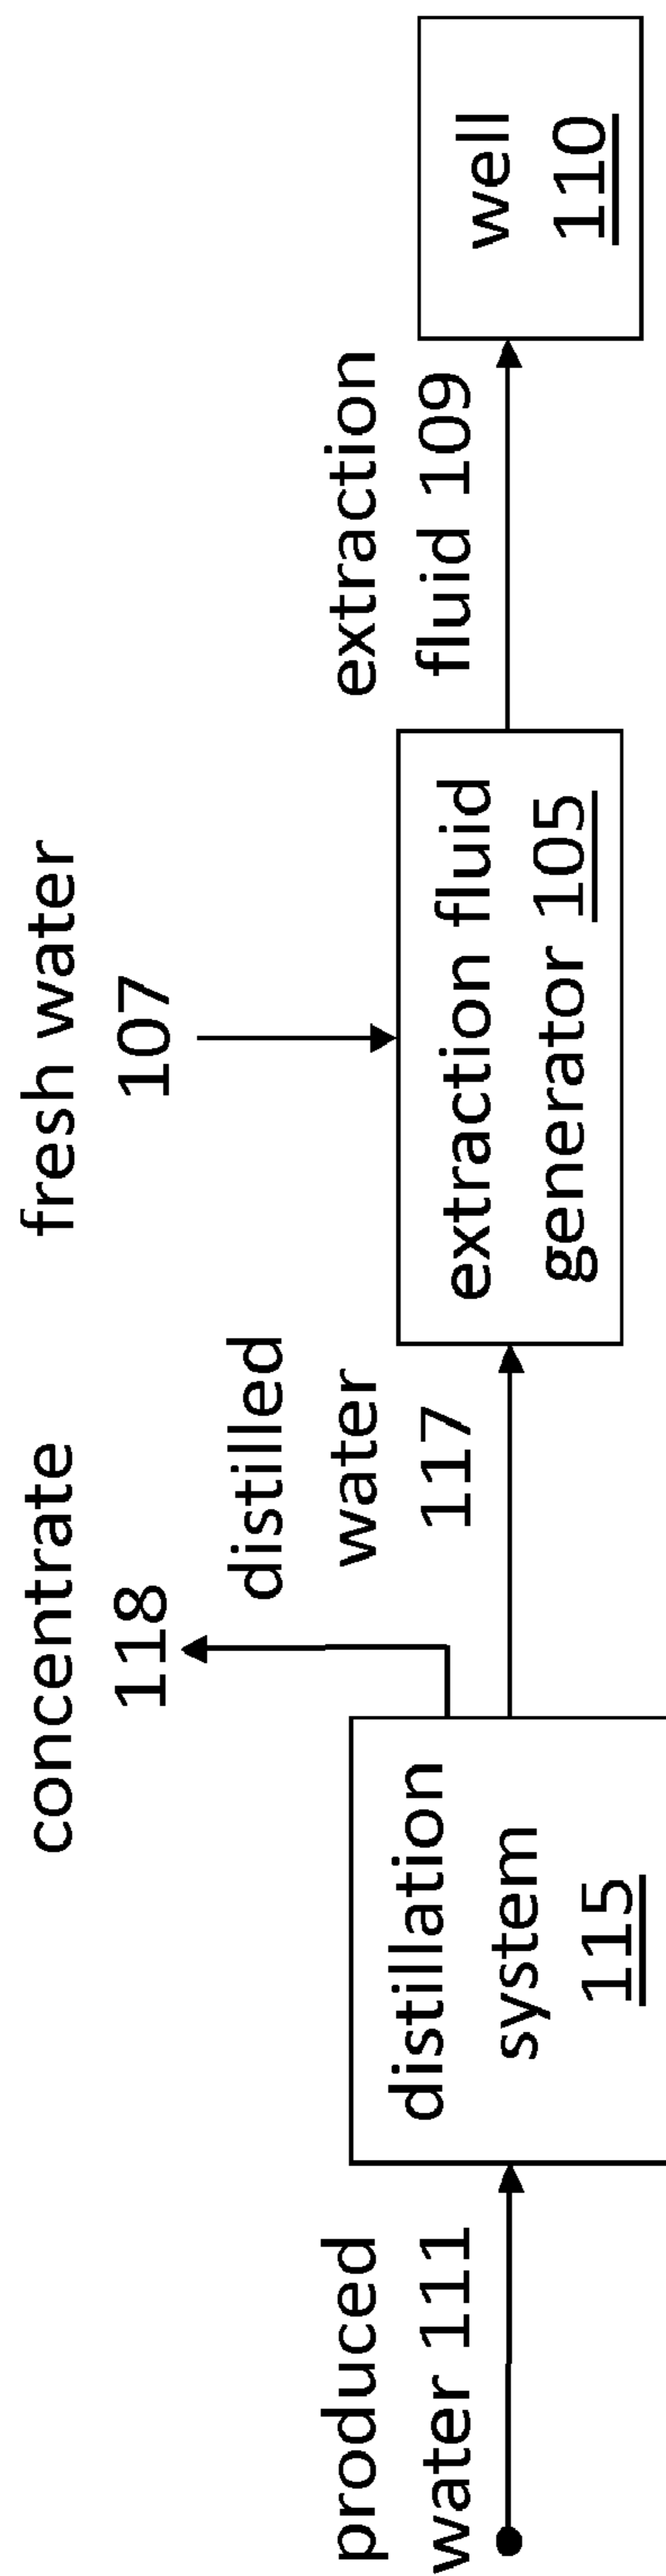 produced
water 111
distillation
system
115
concentrate
118
distilled
water
117
fresh water
107
extraction fluid
generator 105
extraction
fluid 109
well
110